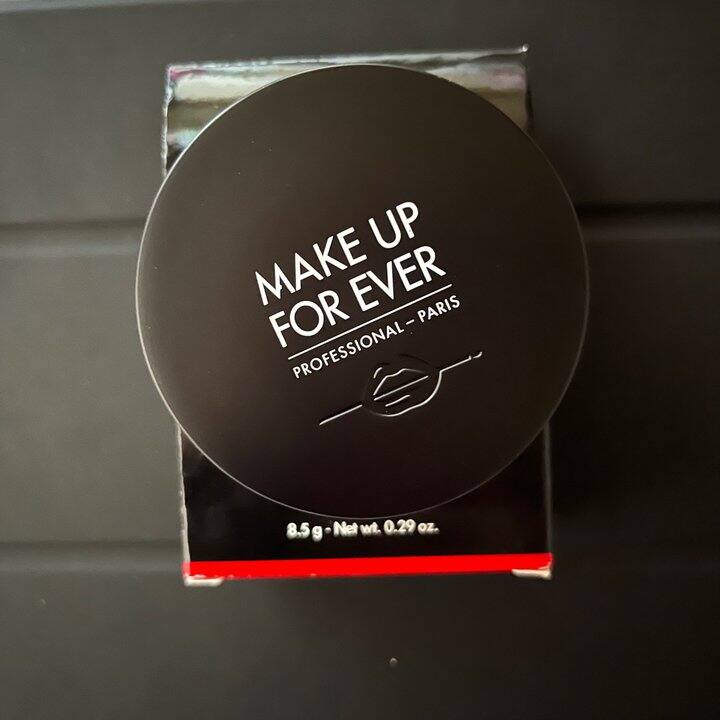 MAKE UP
FOR EVER
PROFESSIONAL – PARIS
8.5 g - Net wt. 0.29 oz.